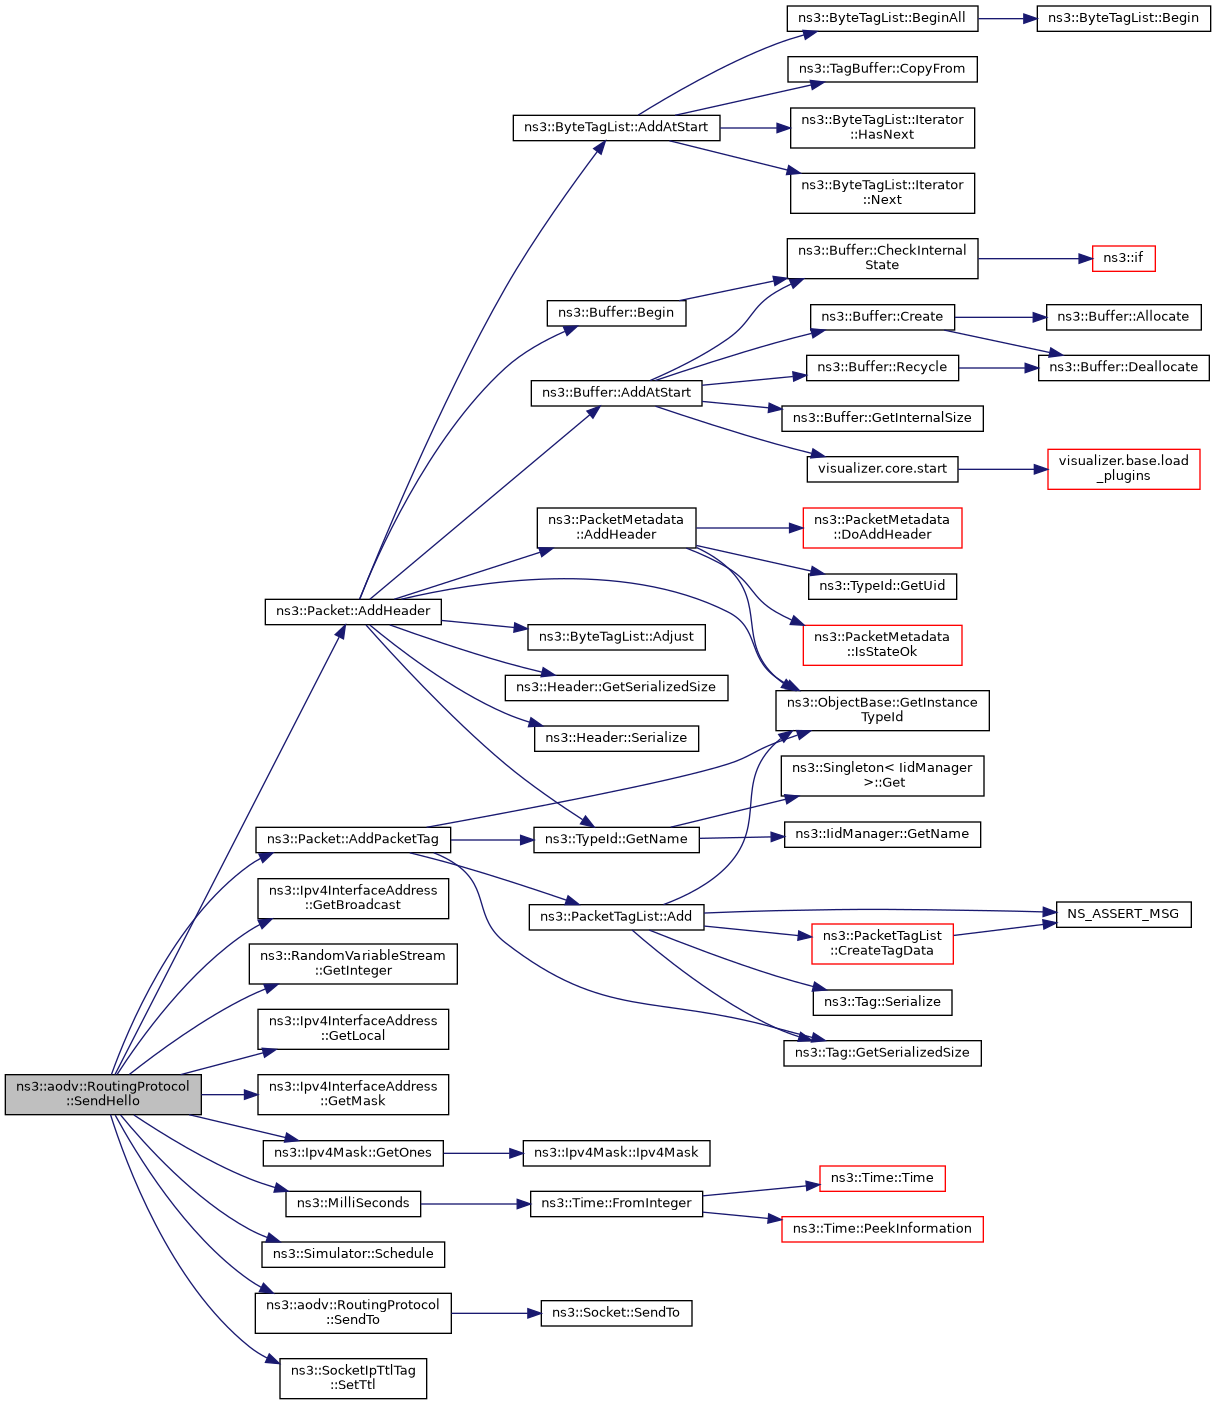 ns3::ByteTagList::BeginAll
ns3::ByteTagList::Begin
ns3::TagBuffer::CopyFrom
ns3::ByteTagList::AddAtStart
ns3::ByteTagList::Iterator
::HasNext
ns3::ByteTagList::Iterator
::Next
ns3::Buffer::CheckInternal
State
ns3::if
ns3::Buffer::Begin
ns3::Buffer::Create
ns3::Buffer::Allocate
ns3::Buffer::Recycle
ns3::Buffer::Deallocate
ns3::Buffer::AddAtStart
ns3::Buffer::GetInternalSize
visualizer.core.start
visualizer.base.load
_plugins
ns3::PacketMetadata
::AddHeader
ns3::PacketMetadata
::DoAddHeader
ns3::TypeId::GetUid
ns3::Packet::AddHeader
ns3::ByteTagList::Adjust
ns3::PacketMetadata
::IsStateOk
ns3::Header::GetSerializedSize
ns3::ObjectBase::GetInstance
TypeId
ns3::Header::Serialize
ns3::Singleton< IidManager
>::Get
ns3::Packet::AddPacketTag
ns3::TypeId::GetName
ns3::IidManager::GetName
ns3::Ipv4InterfaceAddress
::GetBroadcast
ns3::PacketTagList::Add
NS_ASSERT_MSG
ns3::PacketTagList
::CreateTagData
ns3::RandomVariableStream
::GetInteger
ns3::Tag::Serialize
ns3::Ipv4InterfaceAddress
::GetLocal
ns3::Tag::GetSerializedSize
ns3::aodv::RoutingProtocol
::SendHello
ns3::Ipv4InterfaceAddress
::GetMask
ns3::Ipv4Mask::GetOnes
ns3::Ipv4Mask::Ipv4Mask
ns3::Time::Time
ns3::MilliSeconds
ns3::Time::FromInteger
ns3::Time::PeekInformation
ns3::Simulator::Schedule
ns3::aodv::RoutingProtocol
::SendTo
ns3::Socket::SendTo
ns3::SocketIpTtlTag
::SetTtl